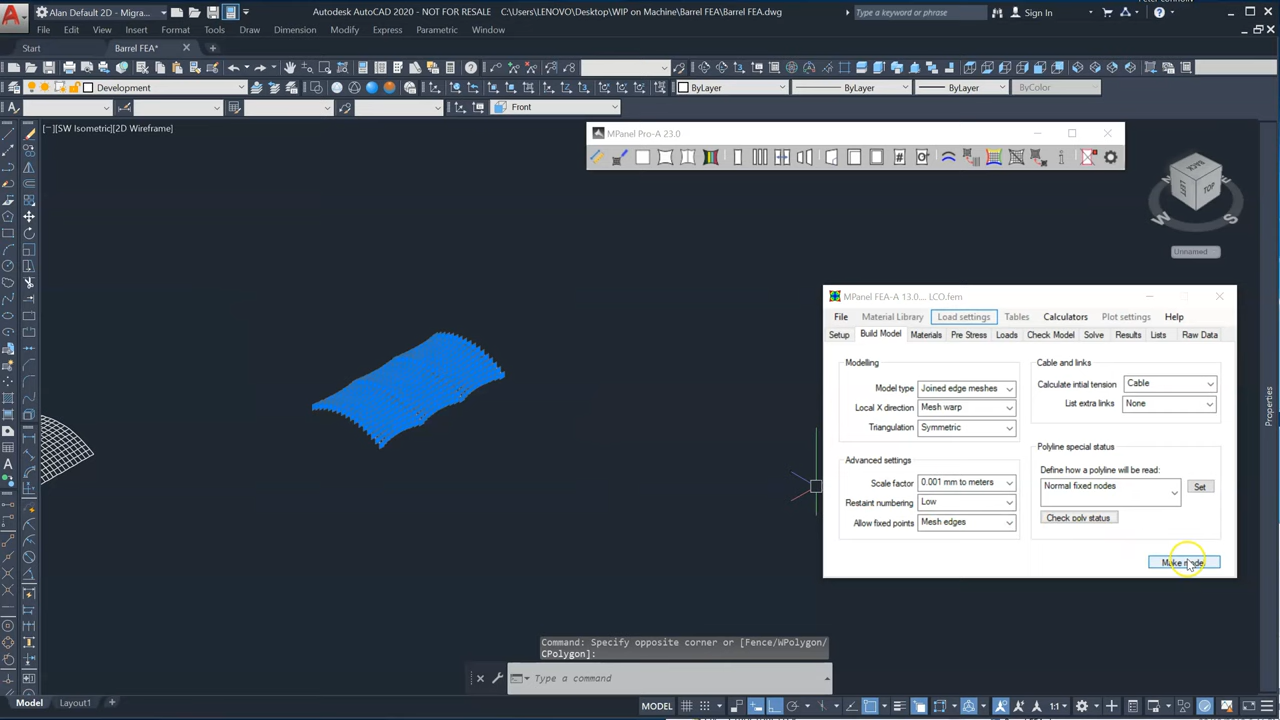 Alan Default 2D - Migra... Autodesk AutoCAD 2020 - NOT FOR RESALE C:\Users\LENOVO\Desktop\WIP on Machine\Barrel FEA\Barrel FEA.dwg Type a keyword or phrase Sign In
File Edit View Insert Format Tools Draw Dimension Modify Express Parametric Window
Start Barrel FEA*
Development ByLayer ByLayer ByLayer ByColor
Front
[−][SW Isometric][2D Wireframe]
MPanel Pro-A 23.0
TOP
W S
Unnamed
MPanel FEA-A 13.0.... LCO.fem
File Material Library Load settings Tables Calculators Plot settings Help
Setup Build Model Materials Pre Stress Loads Check Model Solve Results Lists Raw Data
Modelling
Model type Joined edge meshes
Local X direction Mesh warp
Triangulation Symmetric
Advanced settings
Scale factor 0.001 mm to meters
Restraint numbering Low
Allow fixed points Mesh edges
Cable and links
Calculate intial tension Cable
List extra links None
Polyline special status
Define how a polyline will be read:
Normal fixed nodes Set
Check poly status
Make model
Properties
Command: Specify opposite corner or [Fence/WPolygon/
CPolygon]:
Type a command
Model Layout1
MODEL 1:1